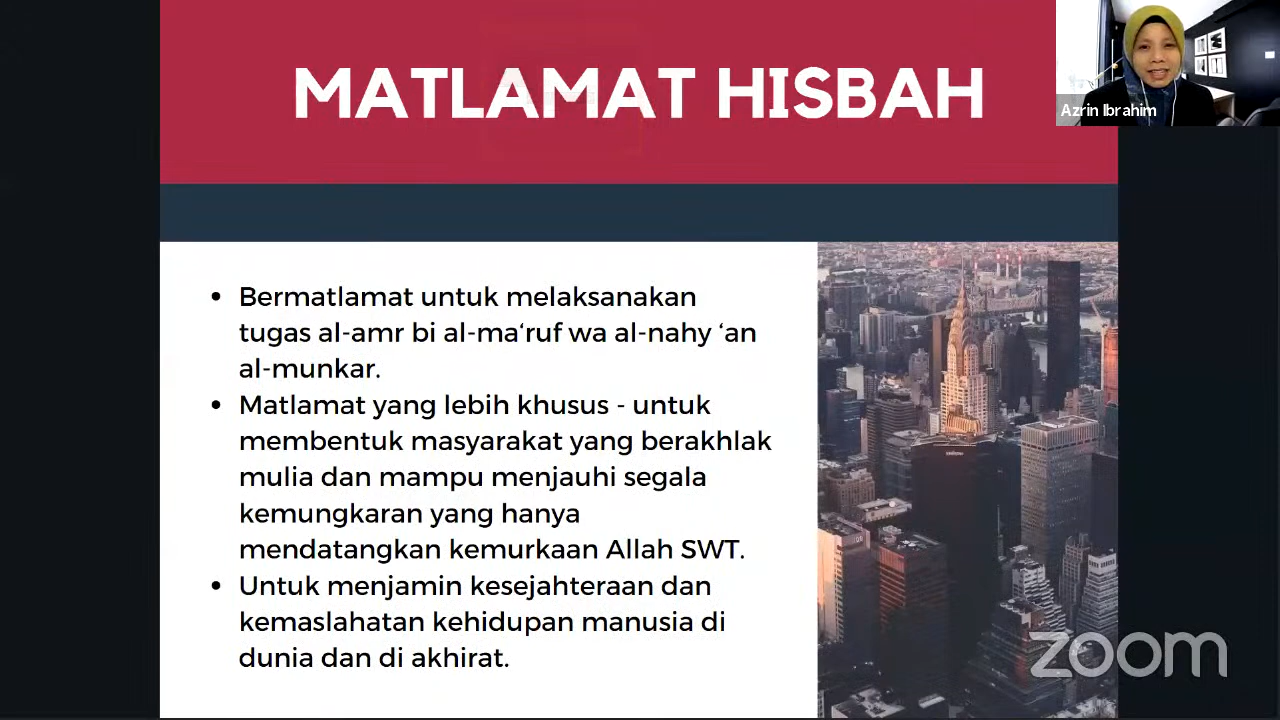 MATLAMAT HISBAH
Azrin Ibrahim
• Bermatlamat untuk melaksanakan
tugas al-amr bi al-ma‘ruf wa al-nahy ‘an
al-munkar.
• Matlamat yang lebih khusus - untuk
membentuk masyarakat yang berakhlak
mulia dan mampu menjauhi segala
kemungkaran yang hanya
mendatangkan kemurkaan Allah SWT.
• Untuk menjamin kesejahteraan dan
kemaslahatan kehidupan manusia di
dunia dan di akhirat.
zoom